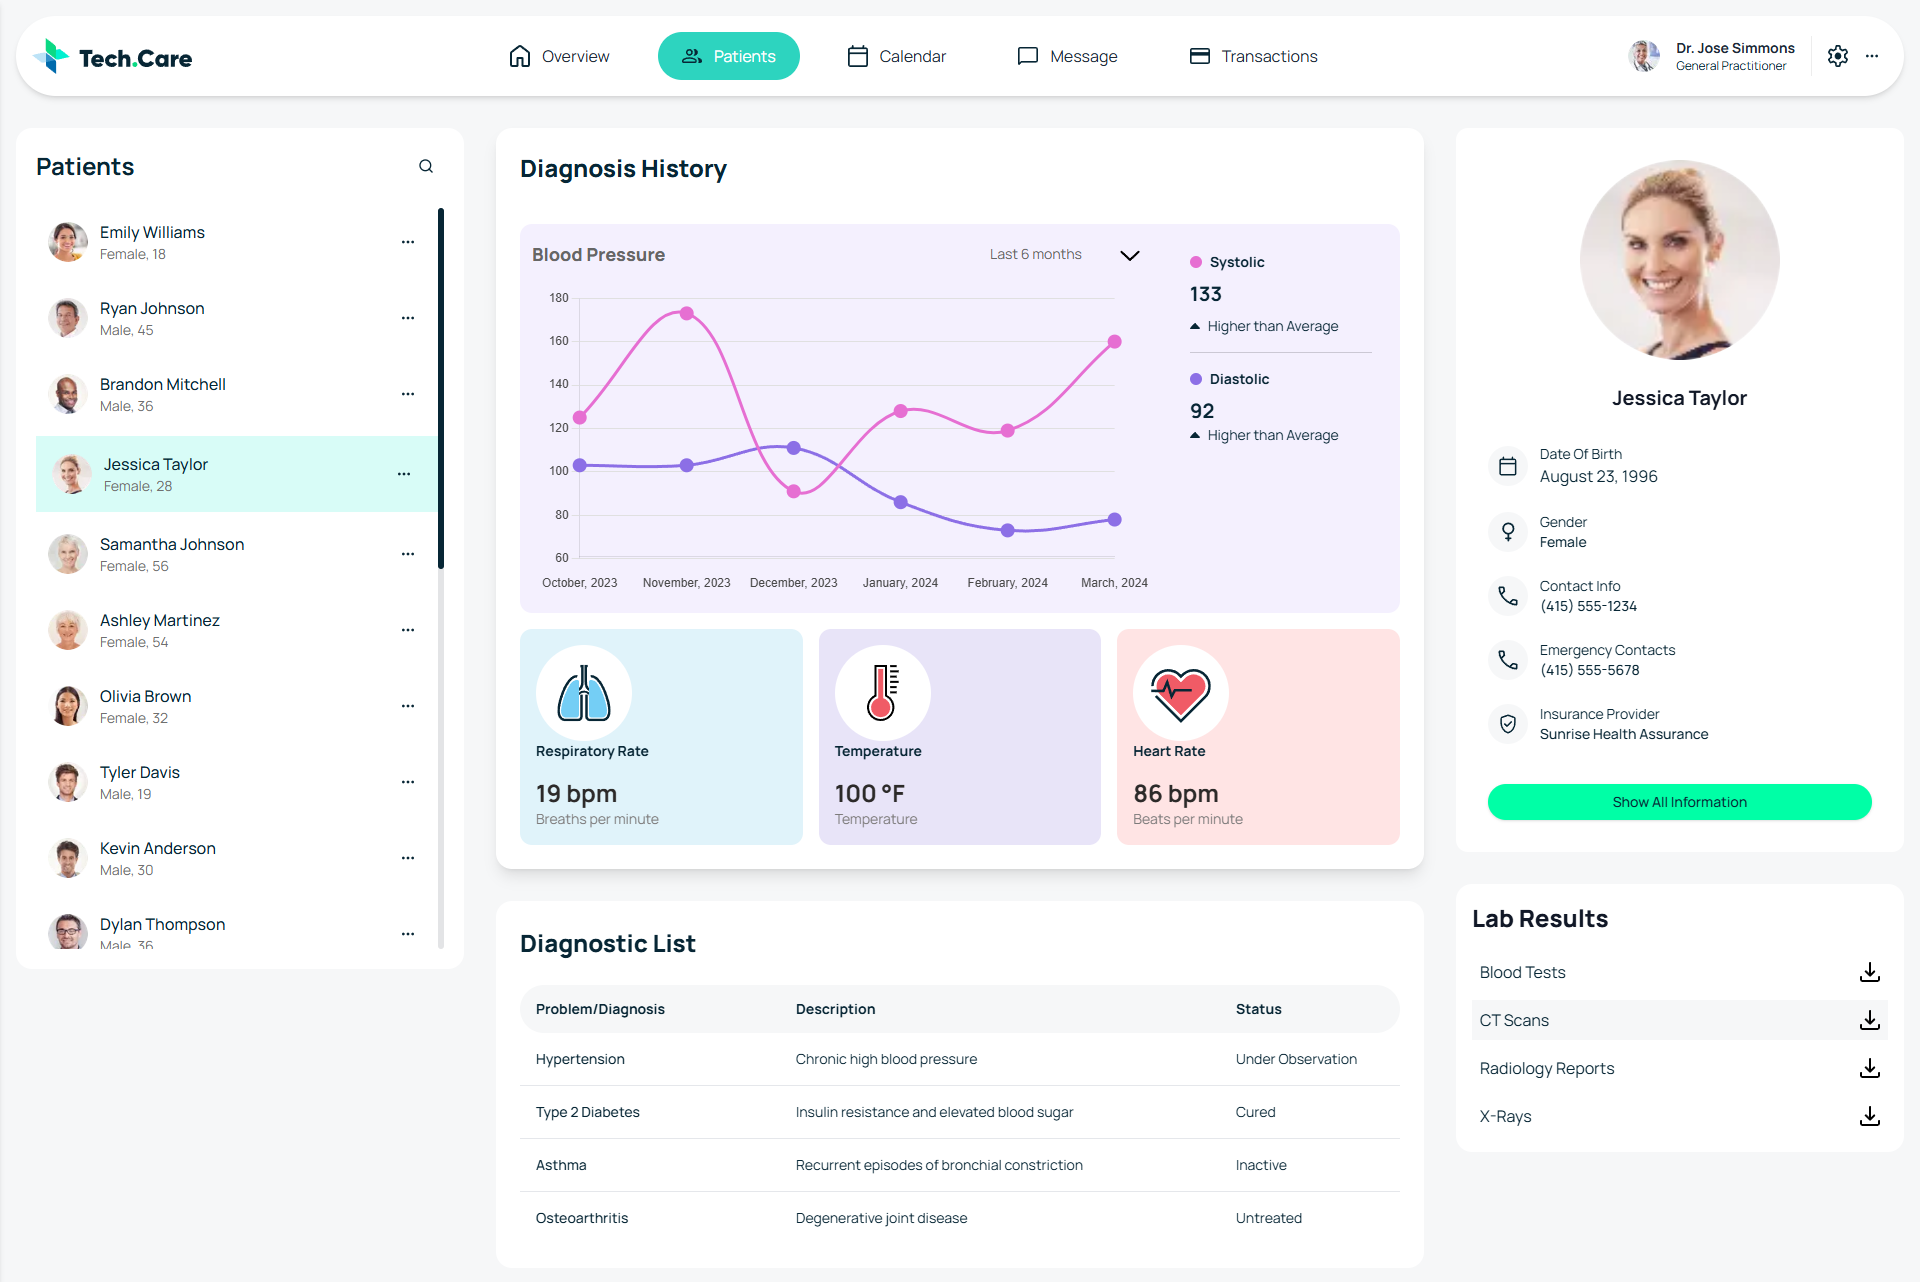 Tech.Care
Overview
Patients
Calendar
Message
Transactions
Dr. Jose Simmons
General Practitioner
Patients
Emily Williams
Female, 18
Ryan Johnson
Male, 45
Brandon Mitchell
Male, 36
Jessica Taylor
Female, 28
Samantha Johnson
Female, 56
Ashley Martinez
Female, 54
Olivia Brown
Female, 32
Tyler Davis
Male, 19
Kevin Anderson
Male, 30
Dylan Thompson
Male, 36
Diagnosis History
Blood Pressure
Last 6 months
180
160
140
120
100
80
60
October, 2023
November, 2023
December, 2023
January, 2024
February, 2024
March, 2024
Systolic
133
Higher than Average
Diastolic
92
Higher than Average
Respiratory Rate
19 bpm
Breaths per minute
Temperature
100 °F
Temperature
Heart Rate
86 bpm
Beats per minute
Diagnostic List
Problem/Diagnosis Description Status
Hypertension Chronic high blood pressure Under Observation
Type 2 Diabetes Insulin resistance and elevated blood sugar Cured
Asthma Recurrent episodes of bronchial constriction Inactive
Osteoarthritis Degenerative joint disease Untreated
Jessica Taylor
Date Of Birth
August 23, 1996
Gender
Female
Contact Info
(415) 555-1234
Emergency Contacts
(415) 555-5678
Insurance Provider
Sunrise Health Assurance
Show All Information
Lab Results
Blood Tests
CT Scans
Radiology Reports
X-Rays